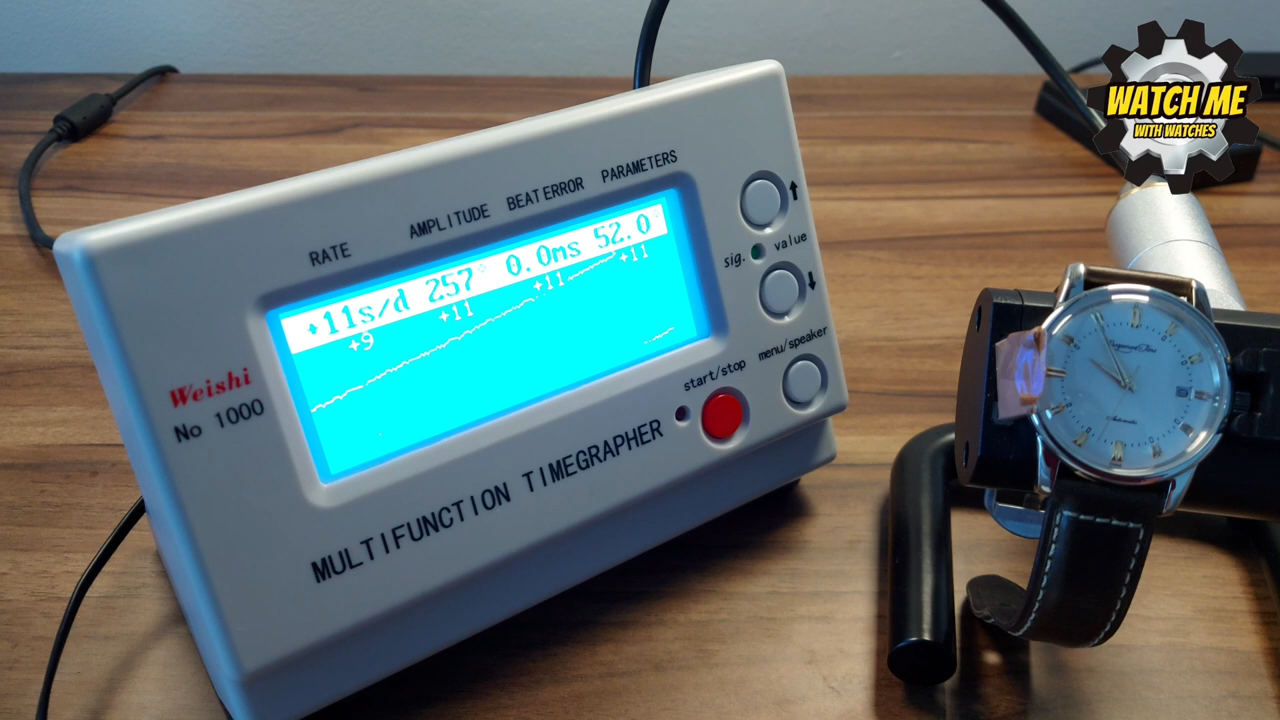 WATCH ME
WITH WATCHES
RATE AMPLITUDE BEAT ERROR PARAMETERS
+11s/d 257° 0.0ms 52.0°
+9 +11 +11 +11
sig. value
Weishi
No 1000
start/stop menu/speaker
MULTIFUNCTION TIMEGRAPHER
Automatic